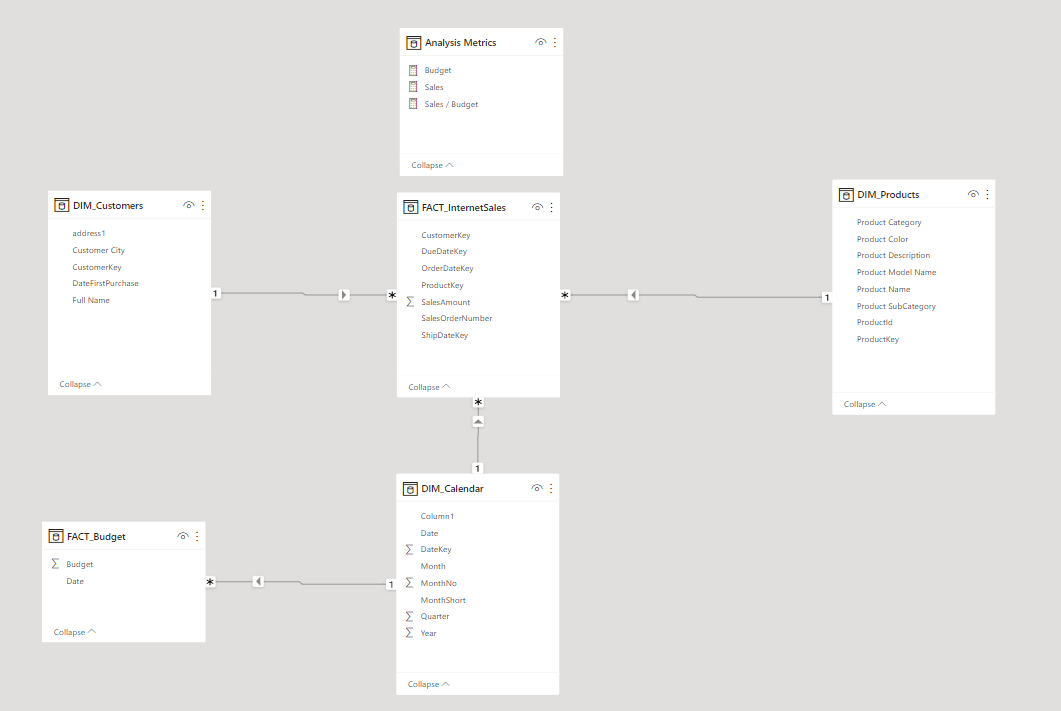 Analysis Metrics
Budget
Sales
Sales / Budget
Collapse
DIM_Customers
address1
Customer City
CustomerKey
DateFirstPurchase
Full Name
Collapse
1
*
FACT_InternetSales
CustomerKey
DueDateKey
OrderDateKey
ProductKey
Σ SalesAmount
SalesOrderNumber
ShipDateKey
Collapse
*
1
DIM_Products
Product Category
Product Color
Product Description
Product Model Name
Product Name
Product SubCategory
ProductId
ProductKey
Collapse
*
1
DIM_Calendar
Column1
Date
Σ DateKey
Month
Σ MonthNo
MonthShort
Σ Quarter
Σ Year
Collapse
FACT_Budget
Σ Budget
Date
Collapse
*
1